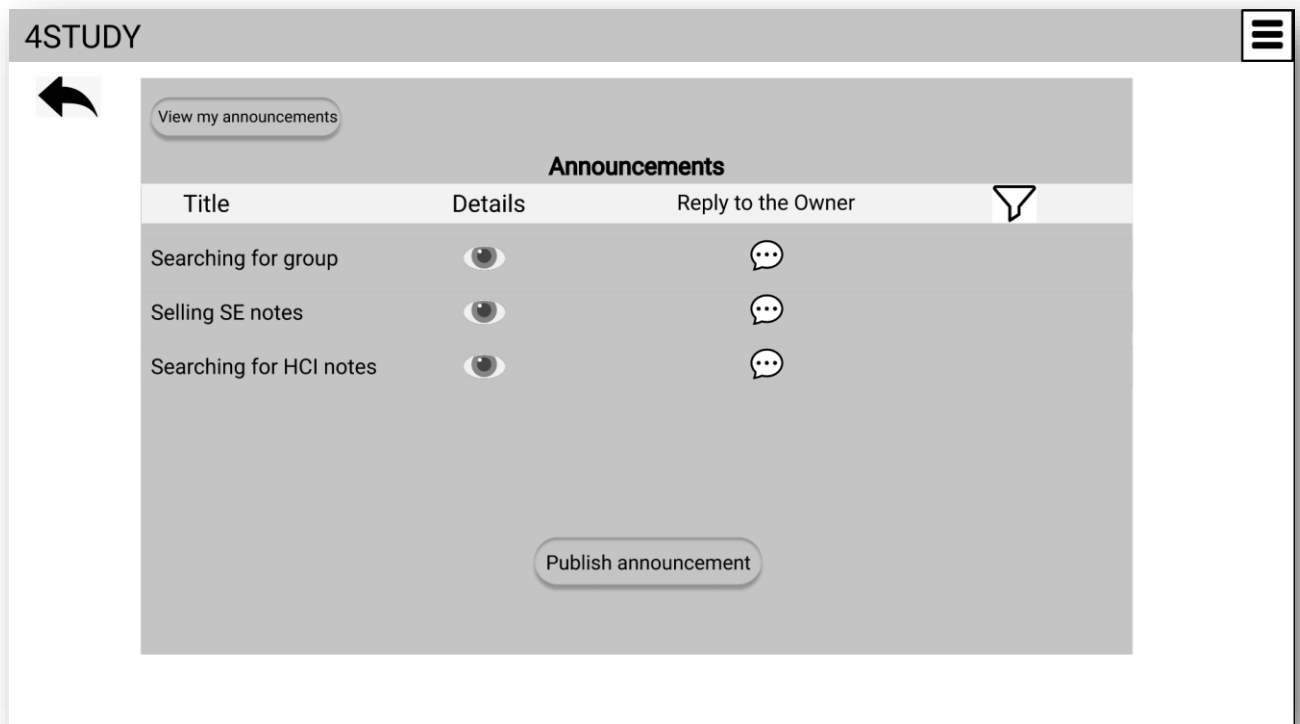 4STUDY
View my announcements
Announcements
Title Details Reply to the Owner
Searching for group
Selling SE notes
Searching for HCI notes
Publish announcement